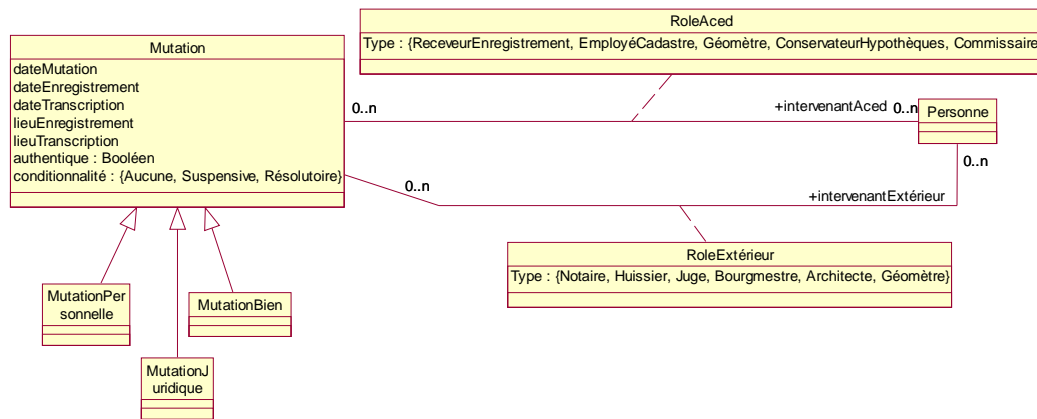 RoleAced
Type : {ReceveurEnregistrement, EmployéCadastre, Géomètre, ConservateurHypothèques, Commissaire
Mutation
dateMutation
dateEnregistrement
dateTranscription
lieuEnregistrement
lieuTranscription
authentique : Booléen
conditionnalité : {Aucune, Suspensive, Résolutoire}
0..n
+intervenantAced
0..n
Personne
0..n
0..n
+intervenantExtérieur
RoleExtérieur
Type : {Notaire, Huissier, Juge, Bourgmestre, Architecte, Géomètre}
MutationPer
sonnelle
MutationBien
MutationJ
uridique